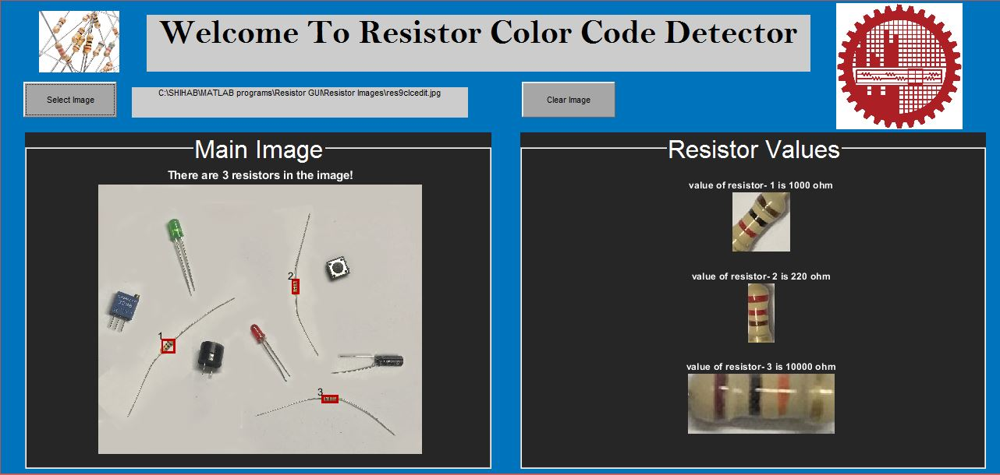 Welcome To Resistor Color Code Detector
Select Image
C:\SHIHAB\MATLAB programs\Resistor GUI\Resistor Images\res9clcedit.jpg
Clear Image
Main Image
There are 3 resistors in the image!
1
2
3
Resistor Values
value of resistor- 1 is 1000 ohm
value of resistor- 2 is 220 ohm
value of resistor- 3 is 10000 ohm